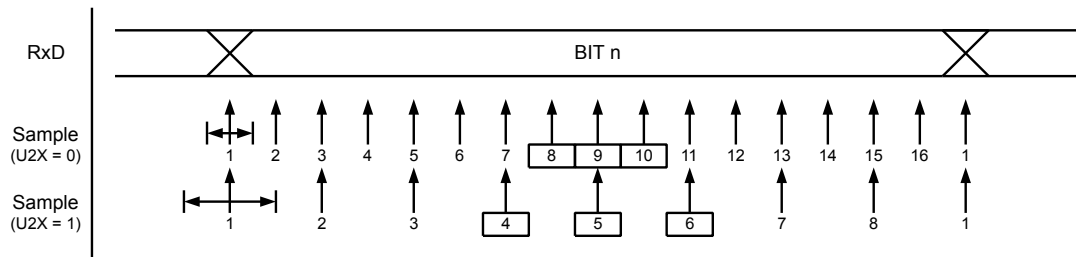 RxD BIT n
Sample
(U2X = 0) 1 2 3 4 5 6 7 8 9 10 11 12 13 14 15 16 1
Sample
(U2X = 1) 1 2 3 4 5 6 7 8 1